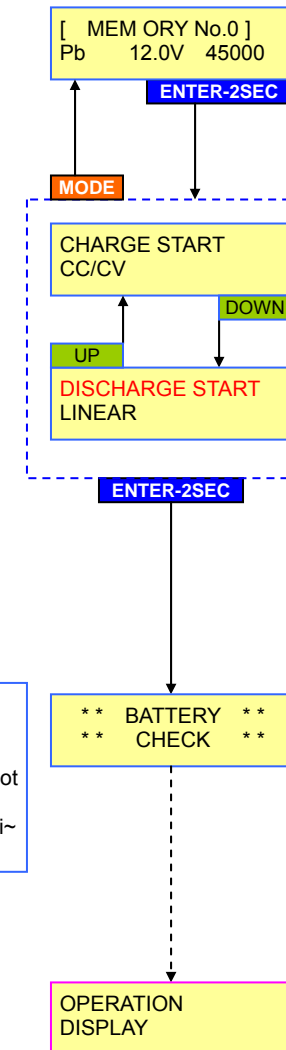 [ MEM ORY No.0 ]
Pb 12.0V 45000
ENTER-2SEC
MODE
CHARGE START
CC/CV
DOWN
UP
DISCHARGE START
LINEAR
ENTER-2SEC
* * BATTERY * *
* * CHECK * *
ot
i~
OPERATION
DISPLAY